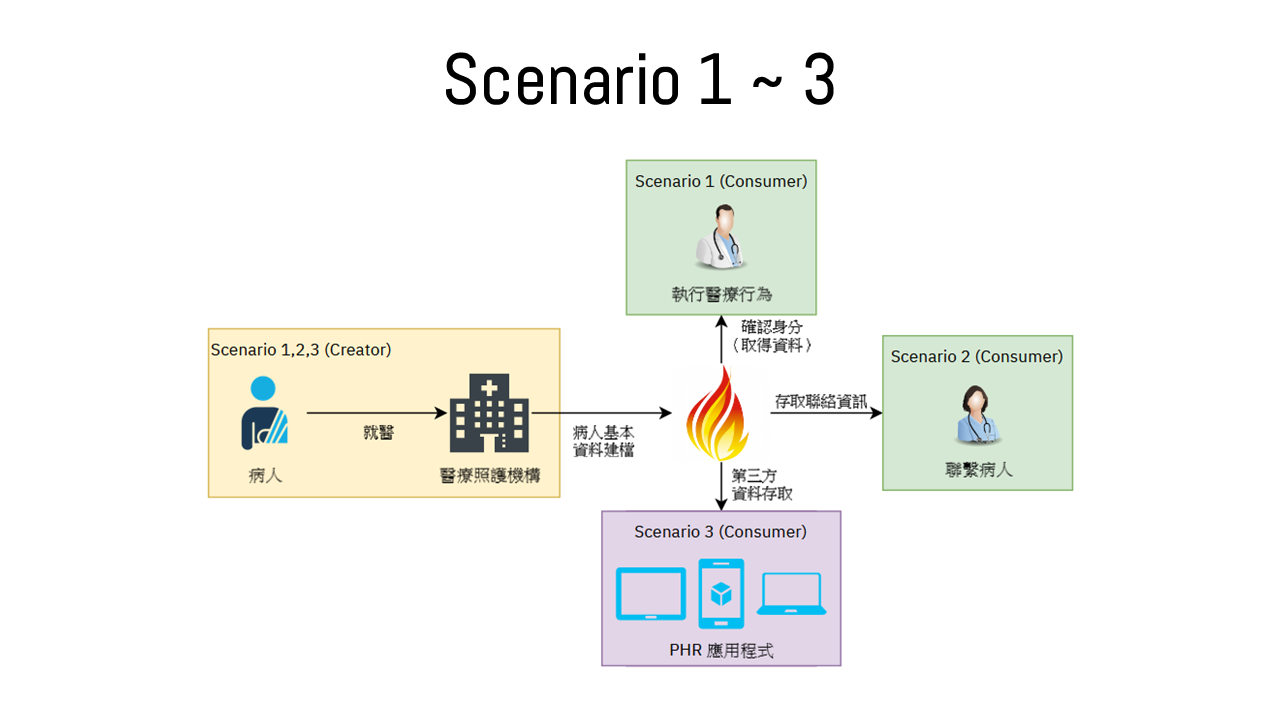 Scenario 1 ~ 3
Scenario 1 (Consumer)
執行醫療行為
確認身分
（取得資料）
Scenario 1,2,3 (Creator)
病人
就醫
醫療照護機構
病人基本
資料建檔
存取聯絡資訊
Scenario 2 (Consumer)
聯繫病人
第三方
資料存取
Scenario 3 (Consumer)
PHR 應用程式